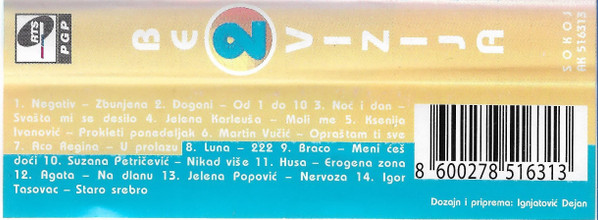 RTS
PGP
BEO2VIZIJA
SOKOJ
AK 516313
1. Negativ – Zbunjena 2. Đogani – Od 1 do 10 3. Noć i dan –
Svašta mi se desilo 4. Jelena Karleuša – Moli me 5. Ksenija
Ivanović – Prokleti ponedeljak 6. Martin Vučić – Opraštam ti sve
7. Aca Regina – U prolazu 8. Luna – 222 9. Braco – Meni ćeš
doći 10. Suzana Petričević – Nikad više 11. Husa – Erogena zona
12. Agata – Na dlanu 13. Jelena Popović – Nervoza 14. Igor
Tasovac – Staro srebro
8 600278 516313
Dozajn i priprema: Ignjatović Dejan